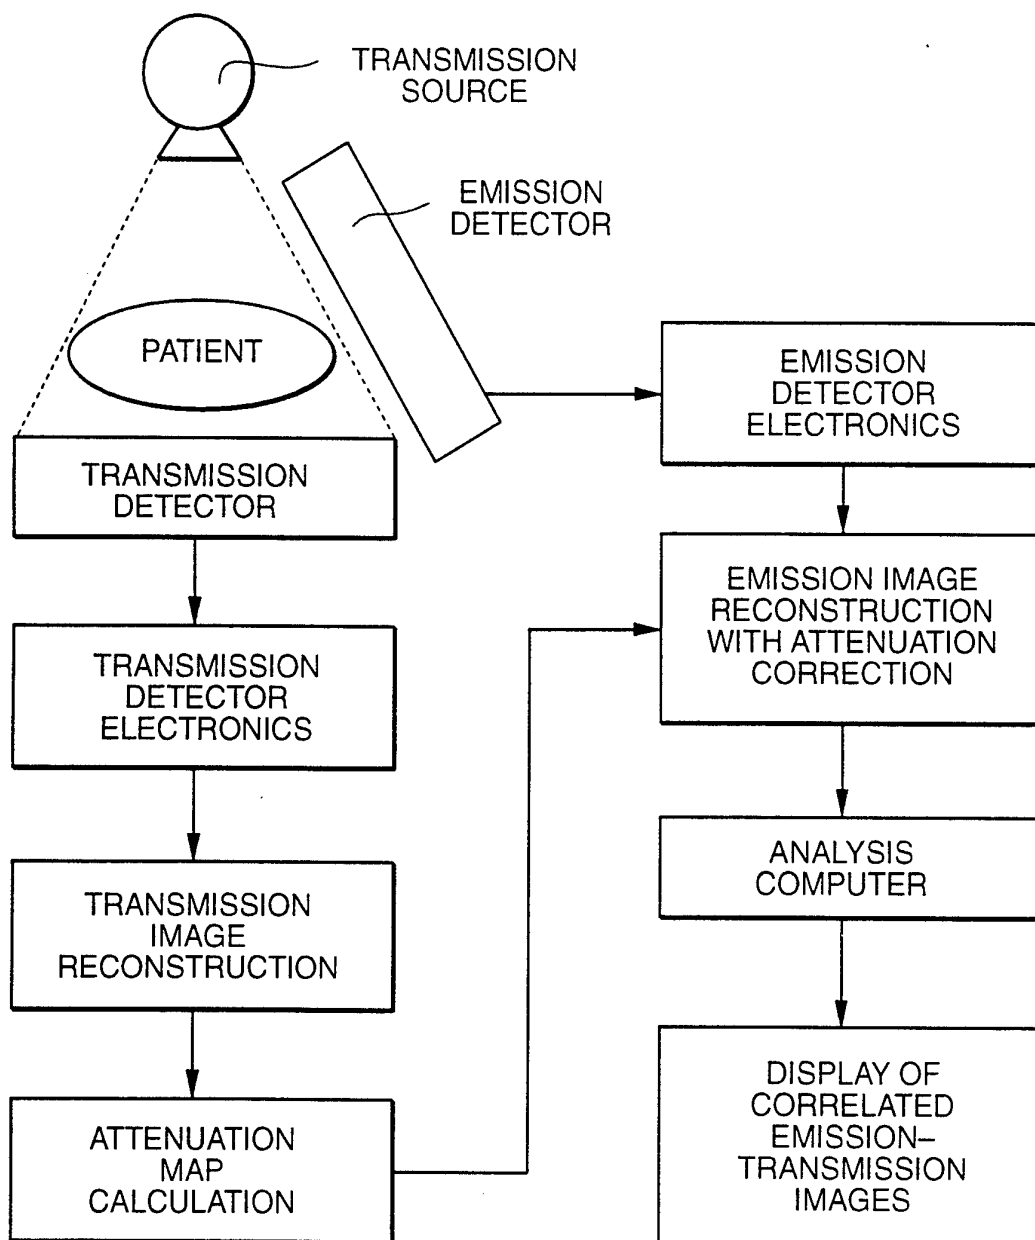 TRANSMISSION
SOURCE
EMISSION
DETECTOR
PATIENT
TRANSMISSION
DETECTOR
TRANSMISSION
DETECTOR
ELECTRONICS
TRANSMISSION
IMAGE
RECONSTRUCTION
ATTENUATION
MAP
CALCULATION
EMISSION
DETECTOR
ELECTRONICS
EMISSION IMAGE
RECONSTRUCTION
WITH ATTENUATION
CORRECTION
ANALYSIS
COMPUTER
DISPLAY OF
CORRELATED
EMISSION–
TRANSMISSION
IMAGES